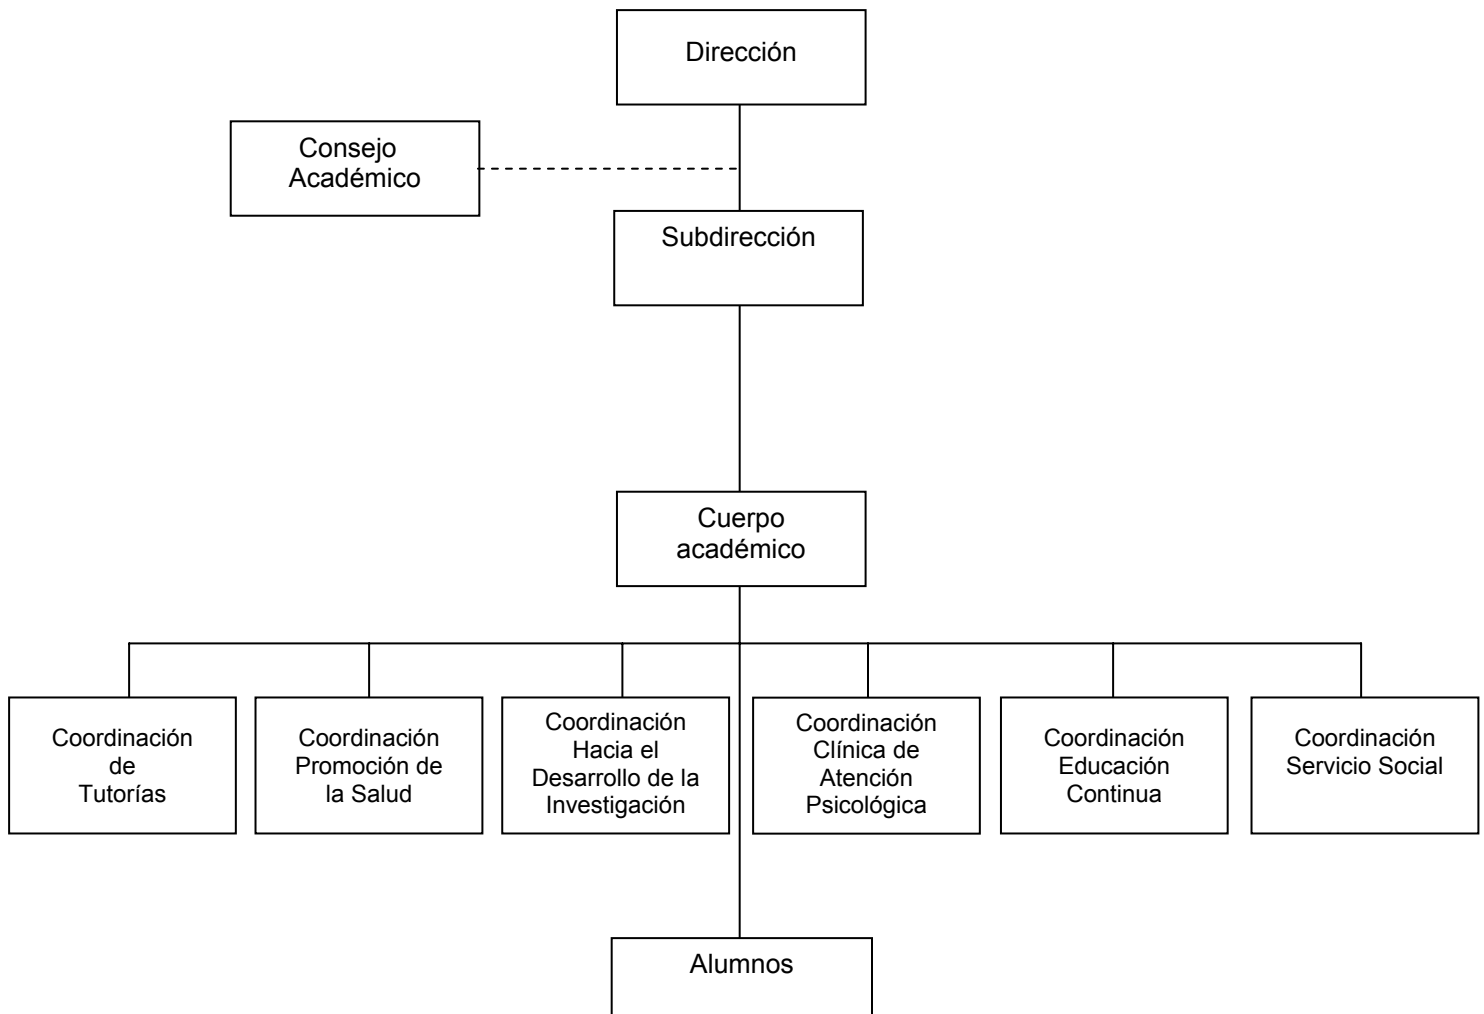 Dirección
Consejo
Académico
Subdirección
Cuerpo
académico
Coordinación
de
Tutorías
Coordinación
Promoción de
la Salud
Coordinación
Hacia el
Desarrollo de la
Investigación
Coordinación
Clínica de
Atención
Psicológica
Coordinación
Educación
Continua
Coordinación
Servicio Social
Alumnos